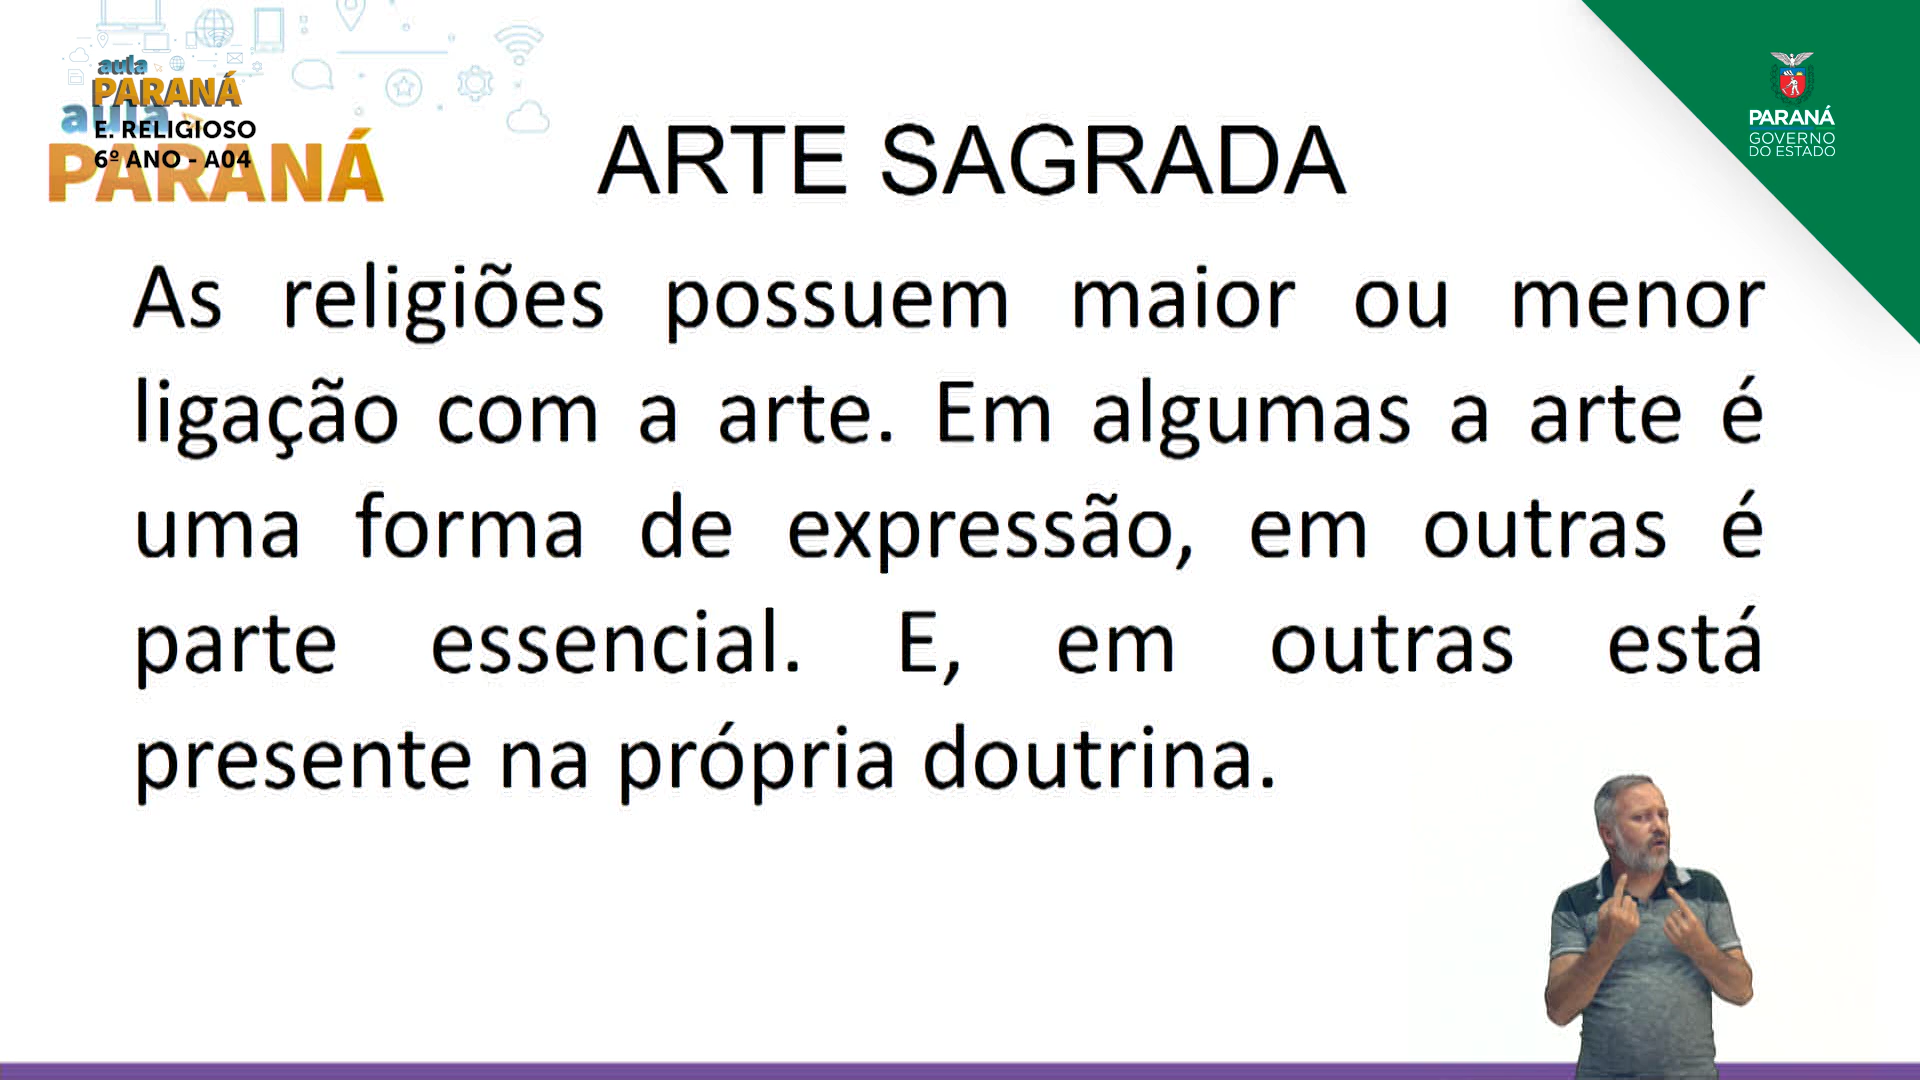 aula
PARANÁ
E. RELIGIOSO
6º ANO - A04
aula
PARANÁ
PARANÁ
GOVERNO
DO ESTADO
ARTE SAGRADA
As religiões possuem maior ou menor
ligação com a arte. Em algumas a arte é
uma forma de expressão, em outras é
parte essencial. E, em outras está
presente na própria doutrina.